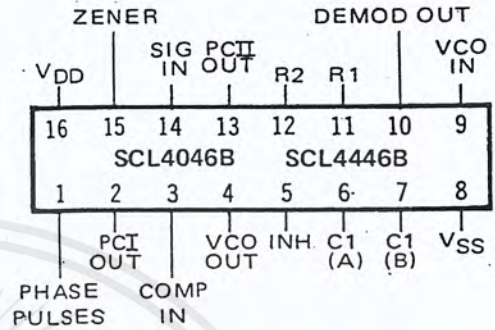 ZENER DEMOD OUT
SIG IN PCII OUT VCO IN
VDD R2 R1
16 15 14 13 12 11 10 9
SCL4046B SCL4446B
1 2 3 4 5 6 7 8
PCI OUT VCO OUT INH C1 (A) C1 (B) VSS
PHASE PULSES COMP IN